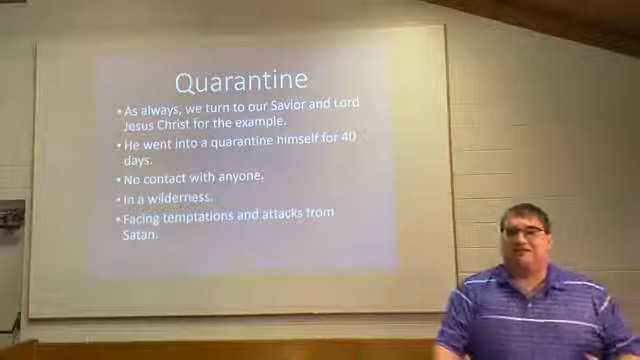 Quarantine
• As always, we turn to our Savior and Lord
Jesus Christ for the example.
• He went into a quarantine himself for 40
days.
• No contact with anyone.
• In a wilderness.
• Facing temptations and attacks from
Satan.